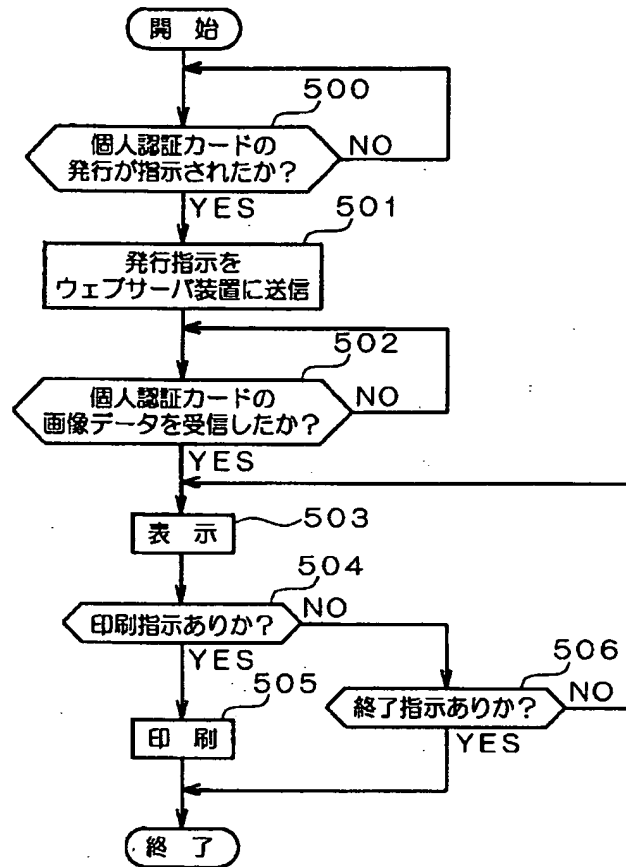 開 始
500
個人認証カードの
発行が指示されたか?
NO
YES
501
発行指示を
ウェブサーバ装置に送信
502
個人認証カードの
画像データを受信したか?
NO
YES
503
表 示
504
印刷指示ありか?
NO
YES
505
印 刷
506
終了指示ありか?
NO
YES
終 了